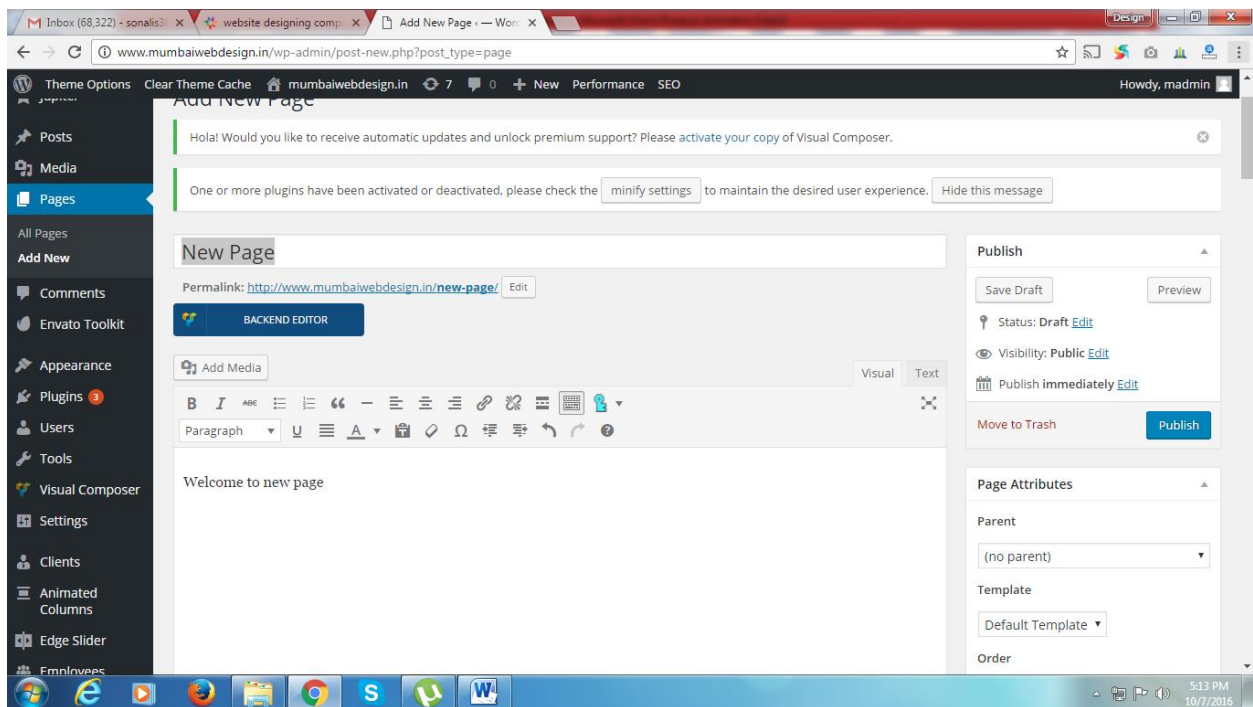 Inbox (68,322) - sonalis3
website designing comp
Add New Page ‹ — Wor
Design
www.mumbaiwebdesign.in/wp-admin/post-new.php?post_type=page
Theme Options
Clear Theme Cache
mumbaiwebdesign.in
7
0
+ New
Performance
SEO
Howdy, madmin
Jupiter
Posts
Media
Pages
All Pages
Add New
Comments
Envato Toolkit
Appearance
Plugins 3
Users
Tools
Visual Composer
Settings
Clients
Animated
Columns
Edge Slider
Employees
Add New Page
Hola! Would you like to receive automatic updates and unlock premium support? Please activate your copy of Visual Composer.
One or more plugins have been activated or deactivated, please check the minify settings to maintain the desired user experience. Hide this message
New Page
Permalink: http://www.mumbaiwebdesign.in/new-page/ Edit
BACKEND EDITOR
Add Media
Visual
Text
B I ABE
Paragraph U A Ω
Welcome to new page
Publish
Save Draft
Preview
Status: Draft Edit
Visibility: Public Edit
Publish immediately Edit
Move to Trash
Publish
Page Attributes
Parent
(no parent)
Template
Default Template
Order
5:13 PM
10/7/2016